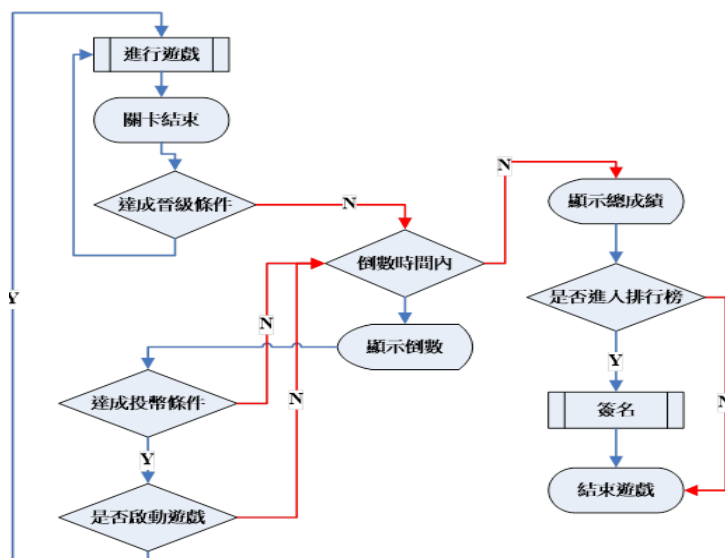 進行遊戲
關卡結束
達成晉級條件
N
N
顯示總成績
倒數時間內
是否進入排行榜
Y
N
顯示倒數
Y
達成投幣條件
N
N
簽名
Y
是否啟動遊戲
結束遊戲
N